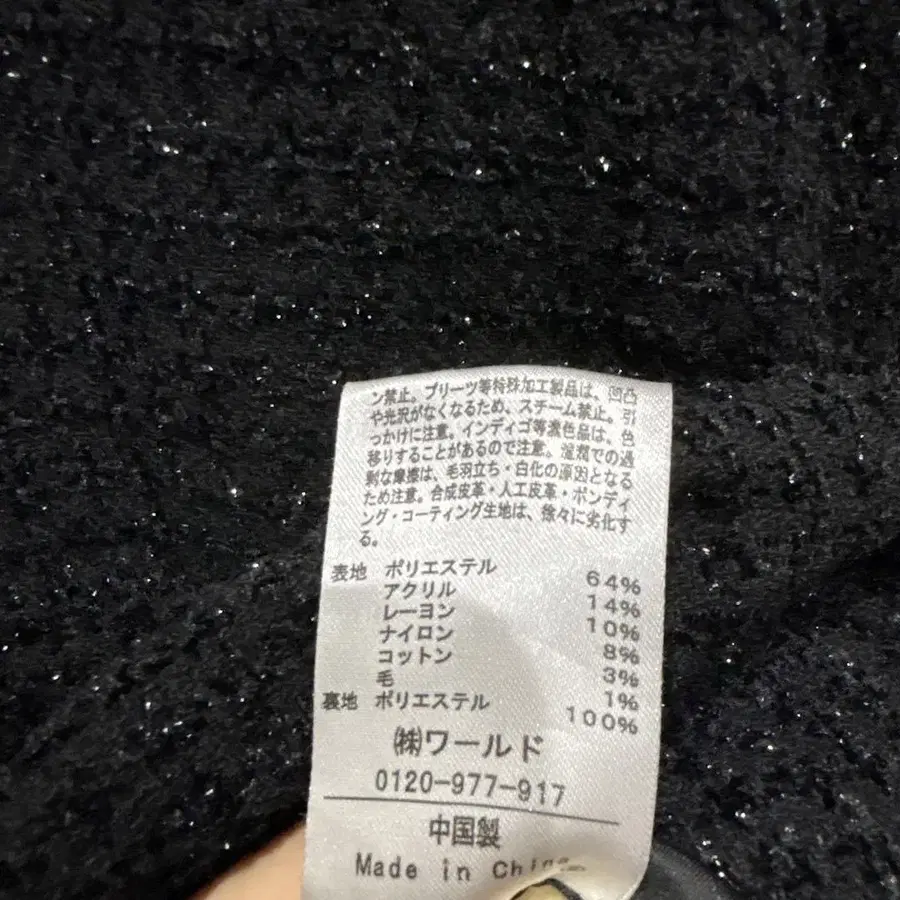 ン禁止。プリーツ等特殊加工製品は、凹凸
や光沢がなくなるため、スチーム禁止。引
っかけに注意。インディゴ等濃色品は、色
移りすることがあるので注意。湿潤での過
剰な摩擦は、毛羽立ち・白化の原因となる
ため注意。合成皮革・人工皮革・ボンディ
ング・コーティング生地は、徐々に劣化す
る。
表地 ポリエステル 64%
アクリル 14%
レーヨン 10%
ナイロン 8%
コットン 3%
毛 1%
裏地 ポリエステル 100%
㈱ワールド
0120-977-917
中国製
Made in China